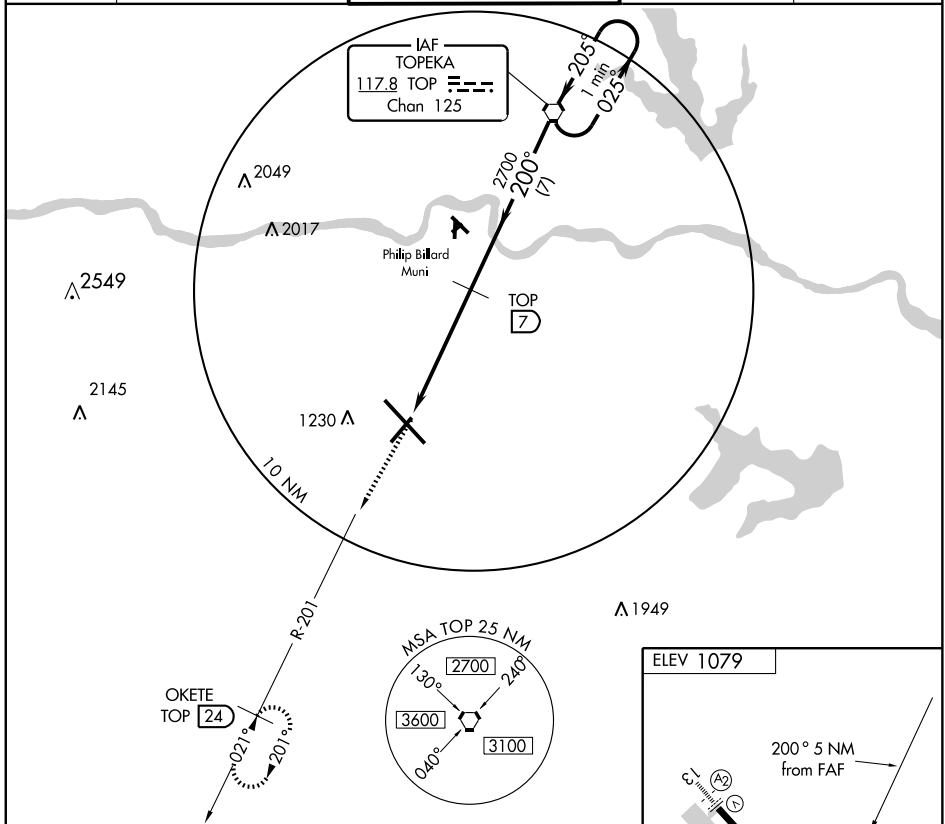 IAF
TOPEKA
117.8 TOP
Chan 125
205°
1 min
025°
2700
200°
(7)
2049
2017
Philip Billard
Muni
2549
TOP
7
2145
1230
10 NM
R-201
1949
MSA TOP 25 NM
2700
130°
240°
3600
3100
040°
OKETE
TOP 24
021°
201°
ELEV 1079
200° 5 NM
from FAF
13
A2
V